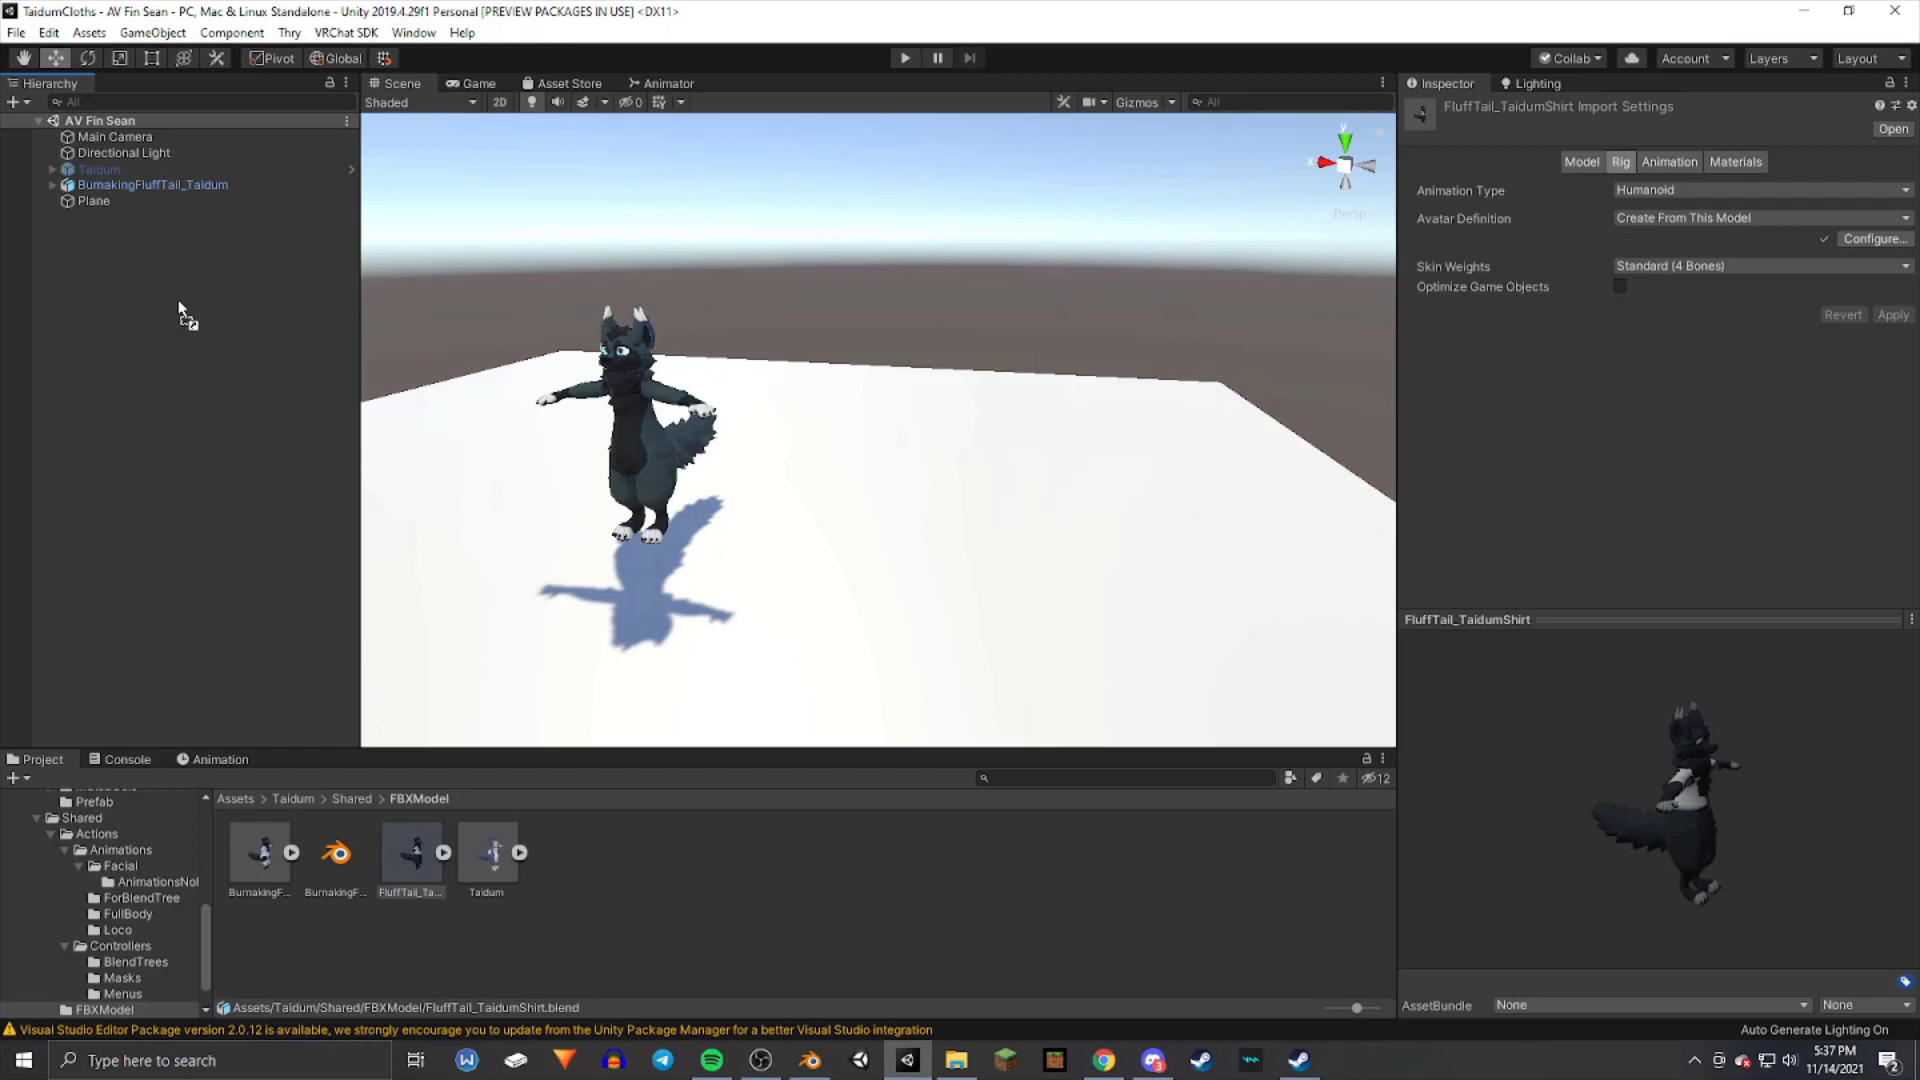 TaidumCloths - AV Fin Sean - PC, Mac & Linux Standalone - Unity 2019.4.29f1 Personal [PREVIEW PACKAGES IN USE] <DX11>
File Edit Assets GameObject Component Thry VRChat SDK Window Help
Pivot Global Collab Account Layers Layout
Hierarchy Scene Game Asset Store Animator Inspector Lighting
All Shaded 2D 0 Gizmos All
FluffTail_TaidumShirt Import Settings
Open
AV Fin Sean
Main Camera
Directional Light
Taidum
BumakingFluffTail_Taidum
Plane
y
x
Persp
Model Rig Animation Materials
Animation Type Humanoid
Avatar Definition Create From This Model
Configure...
Skin Weights Standard (4 Bones)
Optimize Game Objects
Revert Apply
FluffTail_TaidumShirt
Project Console Animation
12
Assets > Taidum > Shared > FBXModel
Prefab
Shared
Actions
Animations
Facial
AnimationsNol
ForBlendTree
FullBody
Loco
Controllers
BlendTrees
Masks
Menus
FBXModel
BurnakingF... BurnakingF... FluffTail_Ta... Taidum
Assets/Taidum/Shared/FBXModel/FluffTail_TaidumShirt.blend
AssetBundle None None
Visual Studio Editor Package version 2.0.12 is available, we strongly encourage you to update from the Unity Package Manager for a better Visual Studio integration
Auto Generate Lighting On
Type here to search
5:37 PM
11/14/2021
3
2